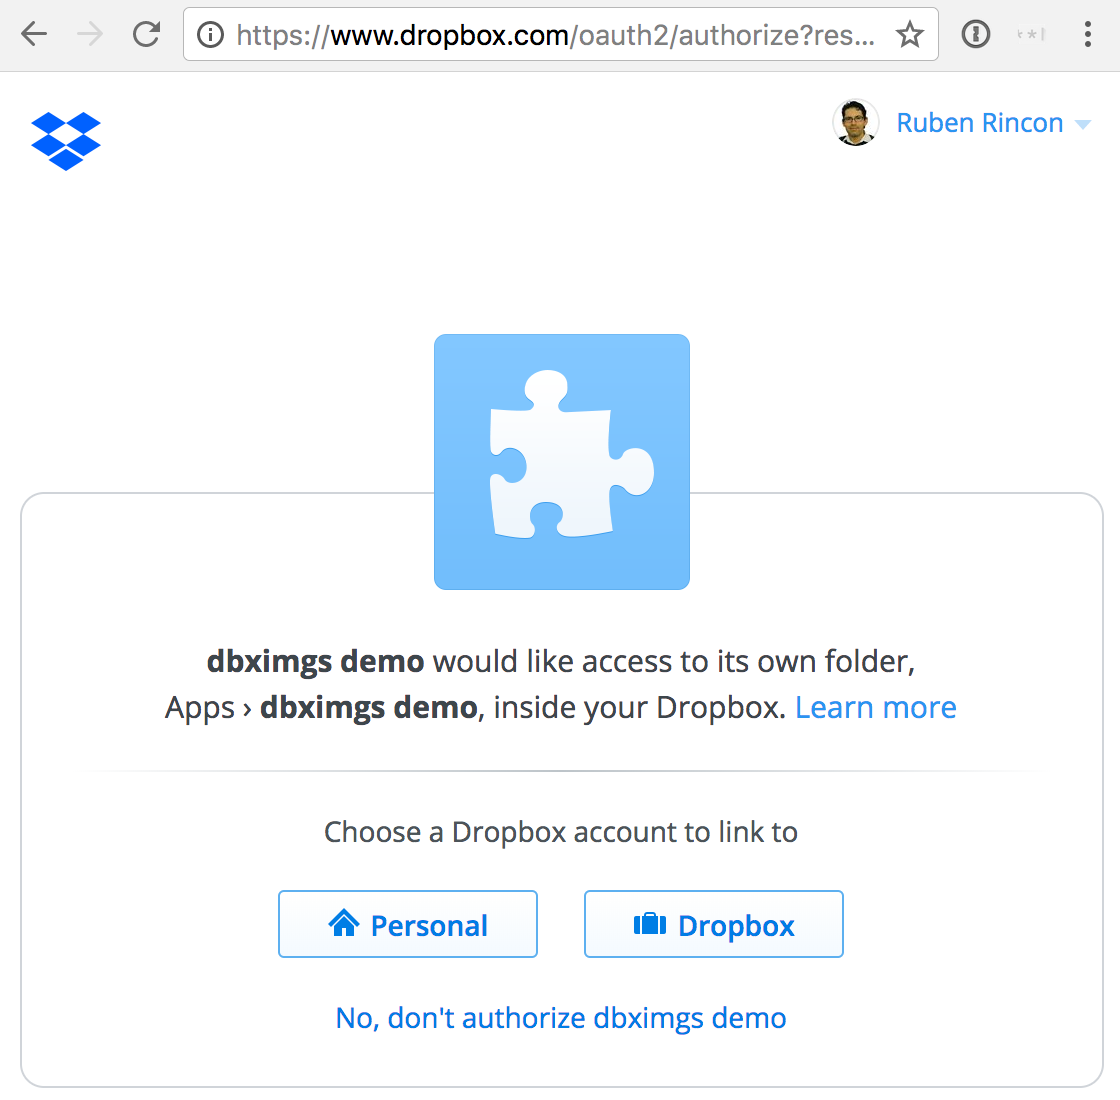 https://www.dropbox.com/oauth2/authorize?res...
Ruben Rincon
dbximgs demo would like access to its own folder,
Apps › dbximgs demo, inside your Dropbox. Learn more
Choose a Dropbox account to link to
Personal
Dropbox
No, don't authorize dbximgs demo